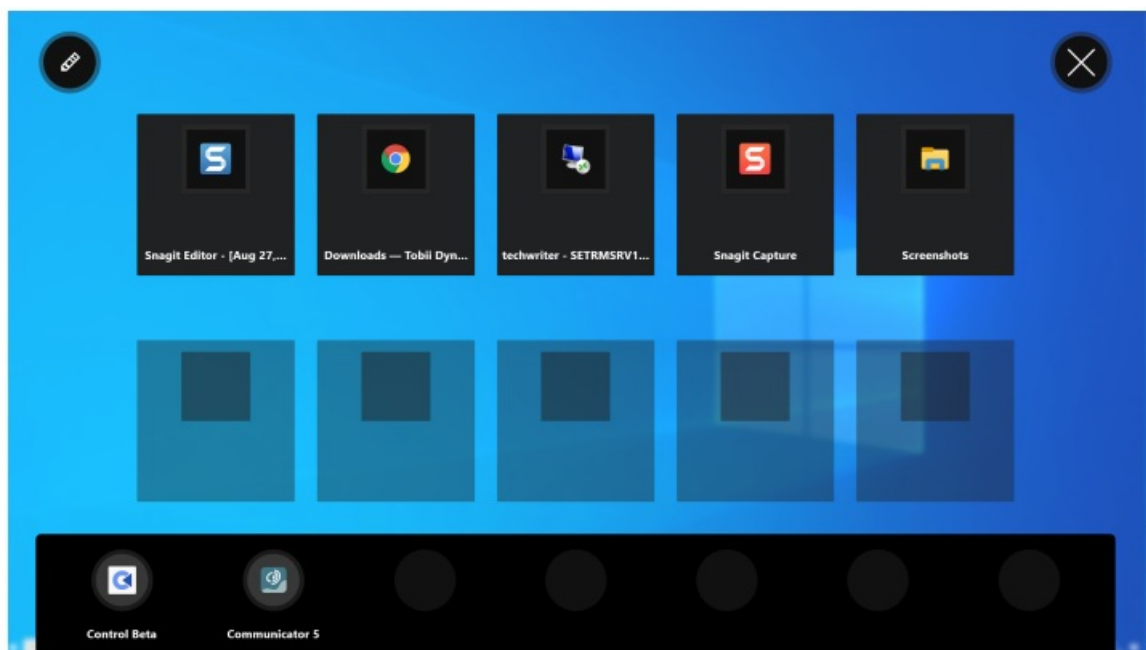 Snagit Editor - [Aug 27,...
Downloads — Tobii Dyn...
techwriter - SETRMSRV1...
Snagit Capture
Screenshots
Control Beta
Communicator 5